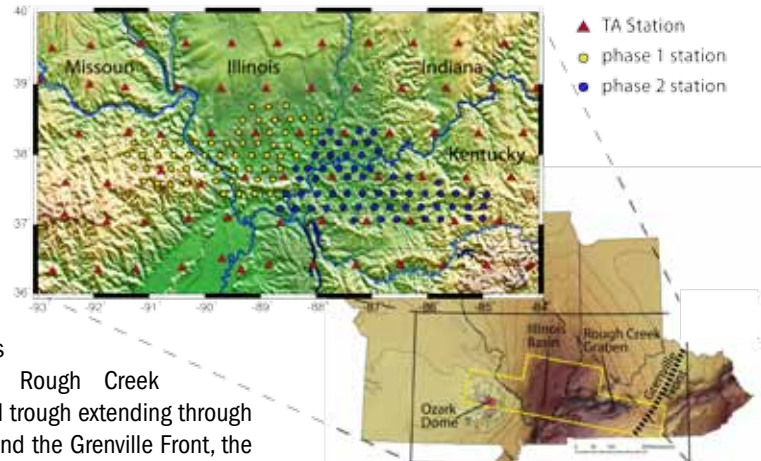 40˚
39
38
37
36
-93˚
-92
-91
-90
-89
-88
-87
-86
-85
-84
Missouri
Illinois
Indiana
Kentucky
TA Station
phase 1 station
phase 2 station
s
Rough Creek
l trough extending through
nd the Grenville Front, the
Illinois
Basin
Rough Creek
Graben
Grenville
Front
Ozark
Dome